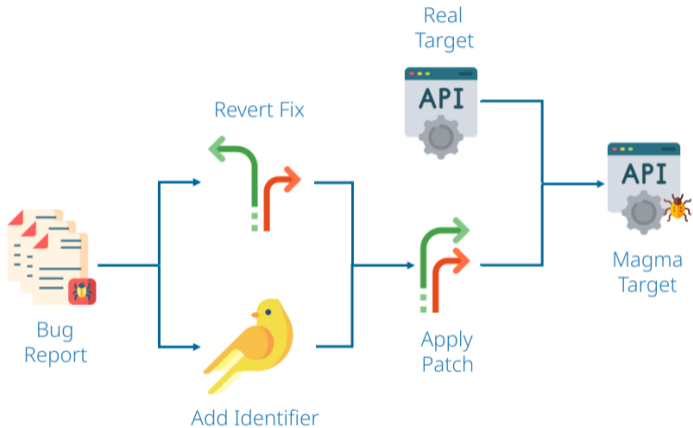 Real
Target
API
Revert Fix
API
Magma
Target
Bug
Report
Apply
Patch
Add Identifier